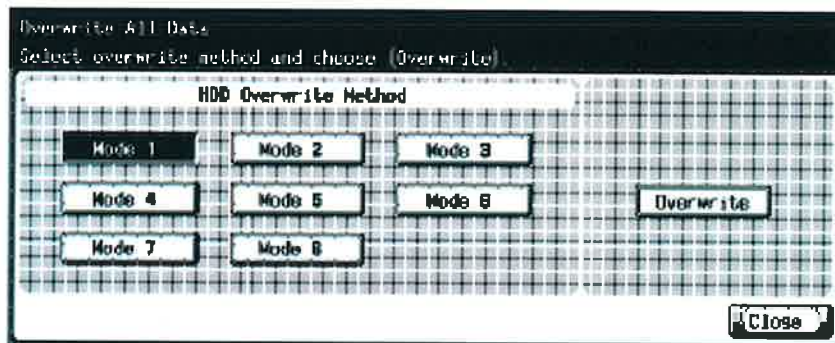 Overwrite All Data
Select overwrite method and choose [Overwrite].
HDD Overwrite Method
Mode 1
Mode 2
Mode 3
Mode 4
Mode 5
Mode 6
Overwrite
Mode 7
Mode 8
Close